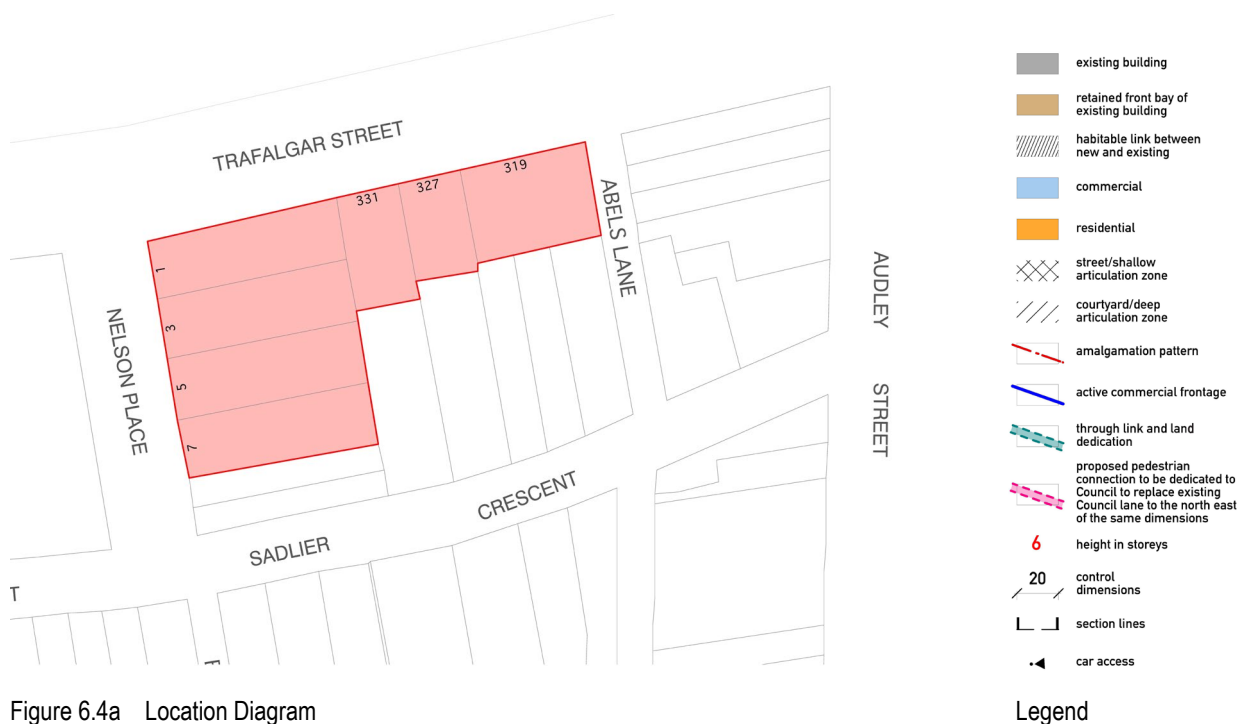 TRAFALGAR STREET
331
327
319
ABELS LANE
1
3
5
7
NELSON PLACE
AUDLEY
STREET
SADLIER
CRESCENT
T
existing building
retained front bay of
existing building
habitable link between
new and existing
commercial
residential
street/shallow
articulation zone
courtyard/deep
articulation zone
amalgamation pattern
active commercial frontage
through link and land
dedication
proposed pedestrian
connection to be dedicated to
Council to replace existing
Council lane to the north east
of the same dimensions
6
height in storeys
20
control
dimensions
section lines
car access
Figure 6.4a Location Diagram
Legend